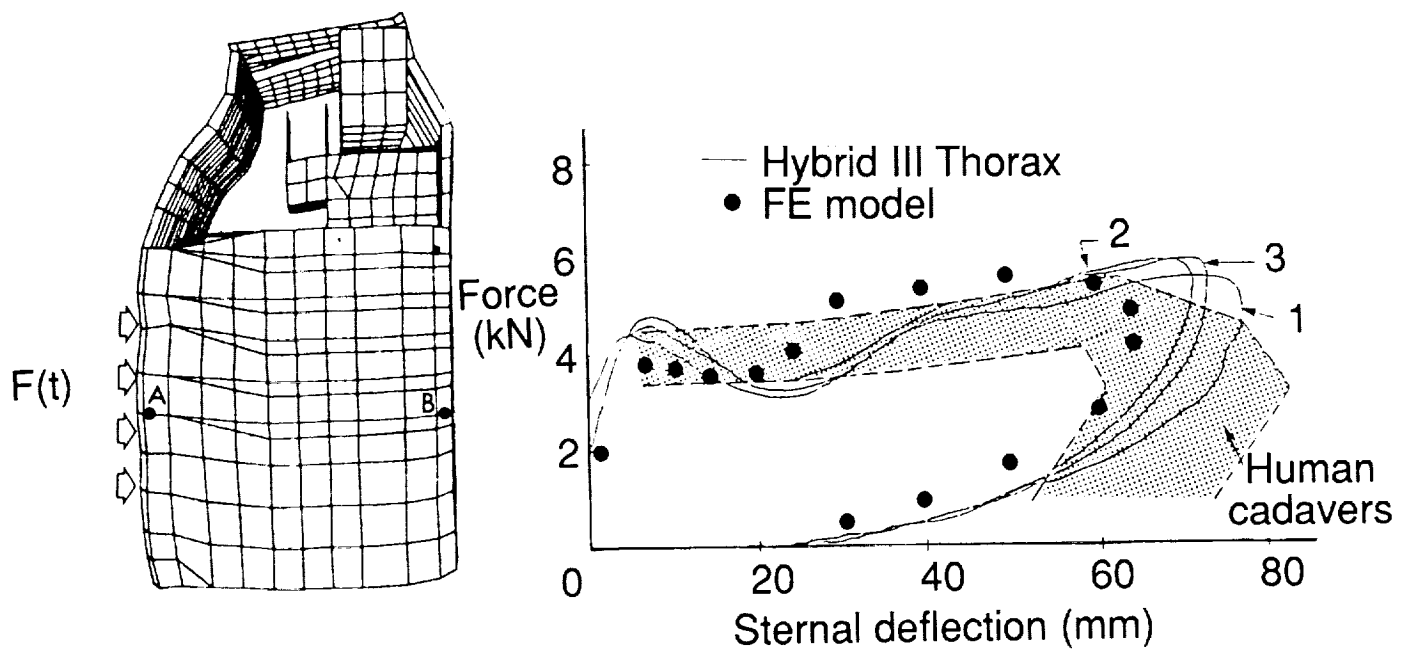 F(t)
A
B
Force
(kN)
8
6
4
2
Hybrid III Thorax
FE model
2
3
1
Human
cadavers
0 20 40 60 80
Sternal deflection (mm)